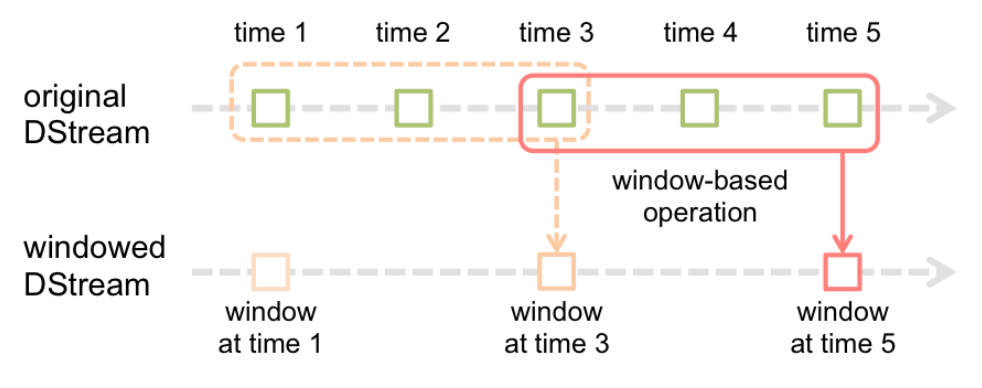 time 1 time 2 time 3 time 4 time 5
original
DStream
window-based
operation
windowed
DStream
window
at time 1
window
at time 3
window
at time 5